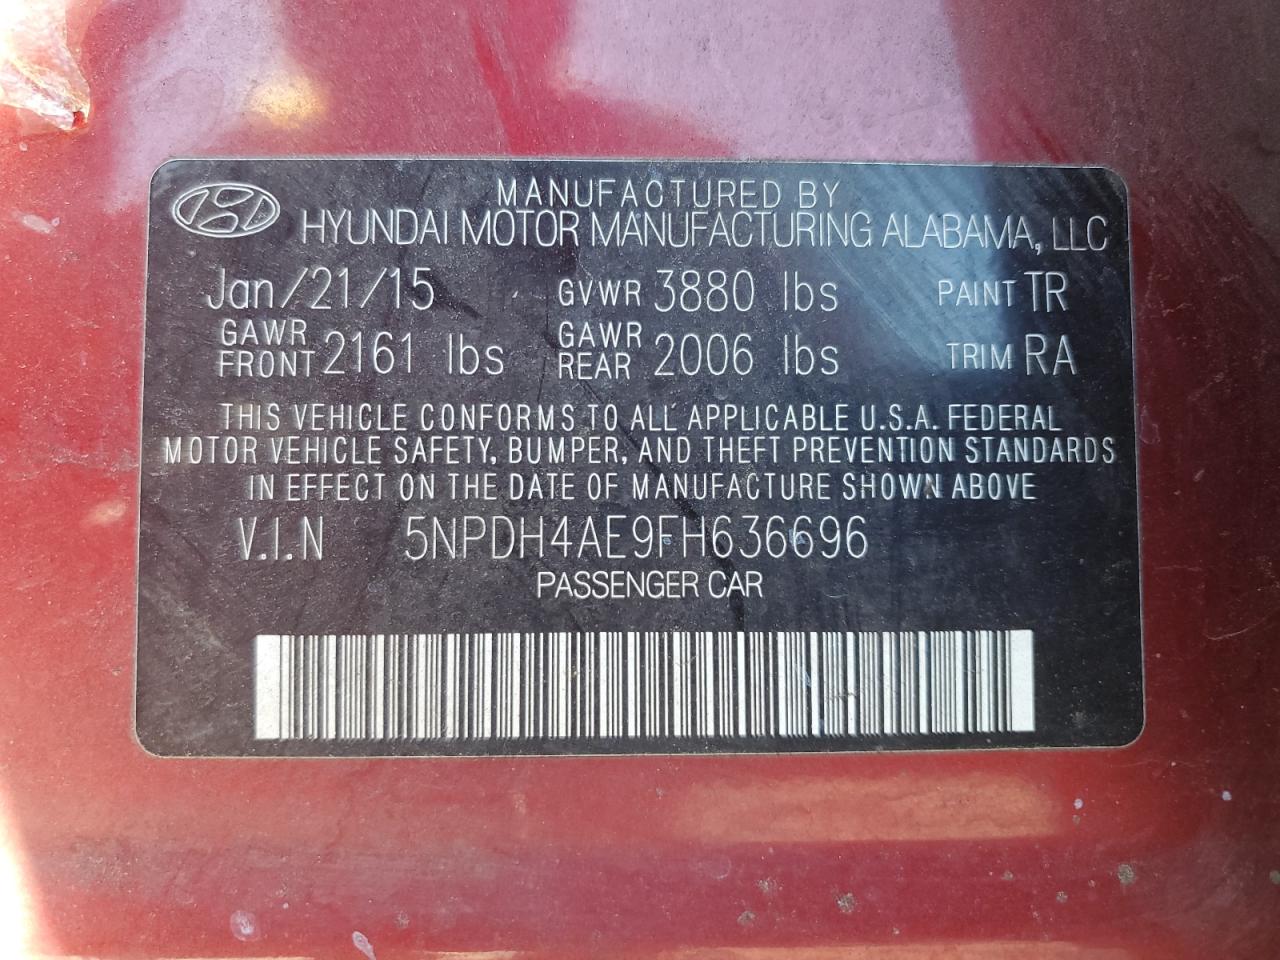 MANUFACTURED BY
HYUNDAI MOTOR MANUFACTURING ALABAMA, LLC
Jan/21/15 GVWR 3880 lbs PAINT TR
GAWR FRONT 2161 lbs GAWR REAR 2006 lbs TRIM RA
THIS VEHICLE CONFORMS TO ALL APPLICABLE U.S.A. FEDERAL
MOTOR VEHICLE SAFETY, BUMPER, AND THEFT PREVENTION STANDARDS
IN EFFECT ON THE DATE OF MANUFACTURE SHOWN ABOVE
V.I.N 5NPDH4AE9FH636696
PASSENGER CAR